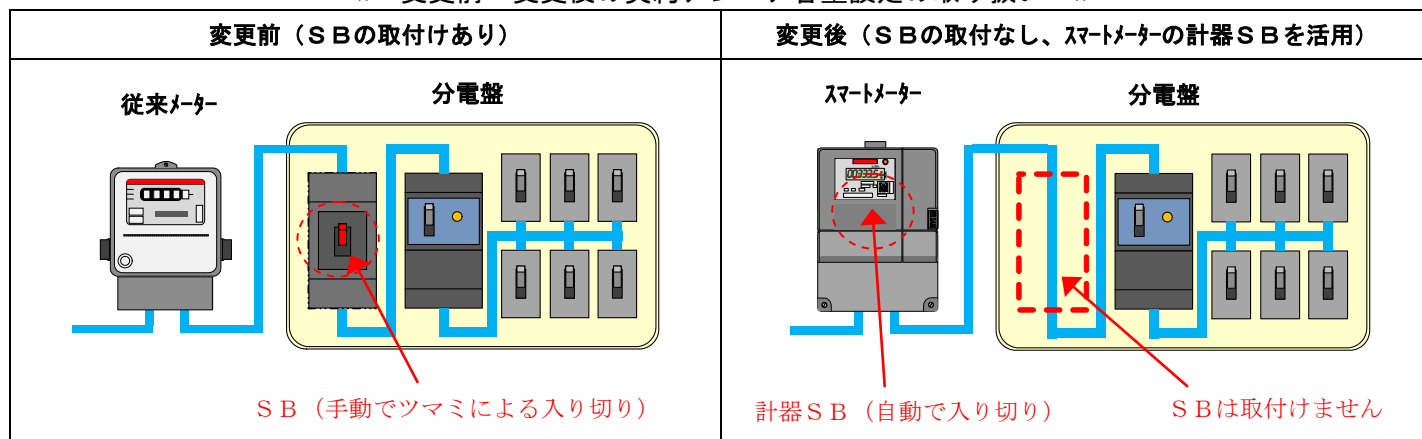 変更前（ＳＢの取付けあり）
変更後（ＳＢの取付なし、ｽﾏｰﾄﾒｰﾀｰの計器ＳＢを活用）
従来ﾒｰﾀｰ
分電盤
ｽﾏｰﾄﾒｰﾀｰ
分電盤
ＳＢ（手動でツマミによる入り切り）
計器ＳＢ（自動で入り切り）
ＳＢは取付けません